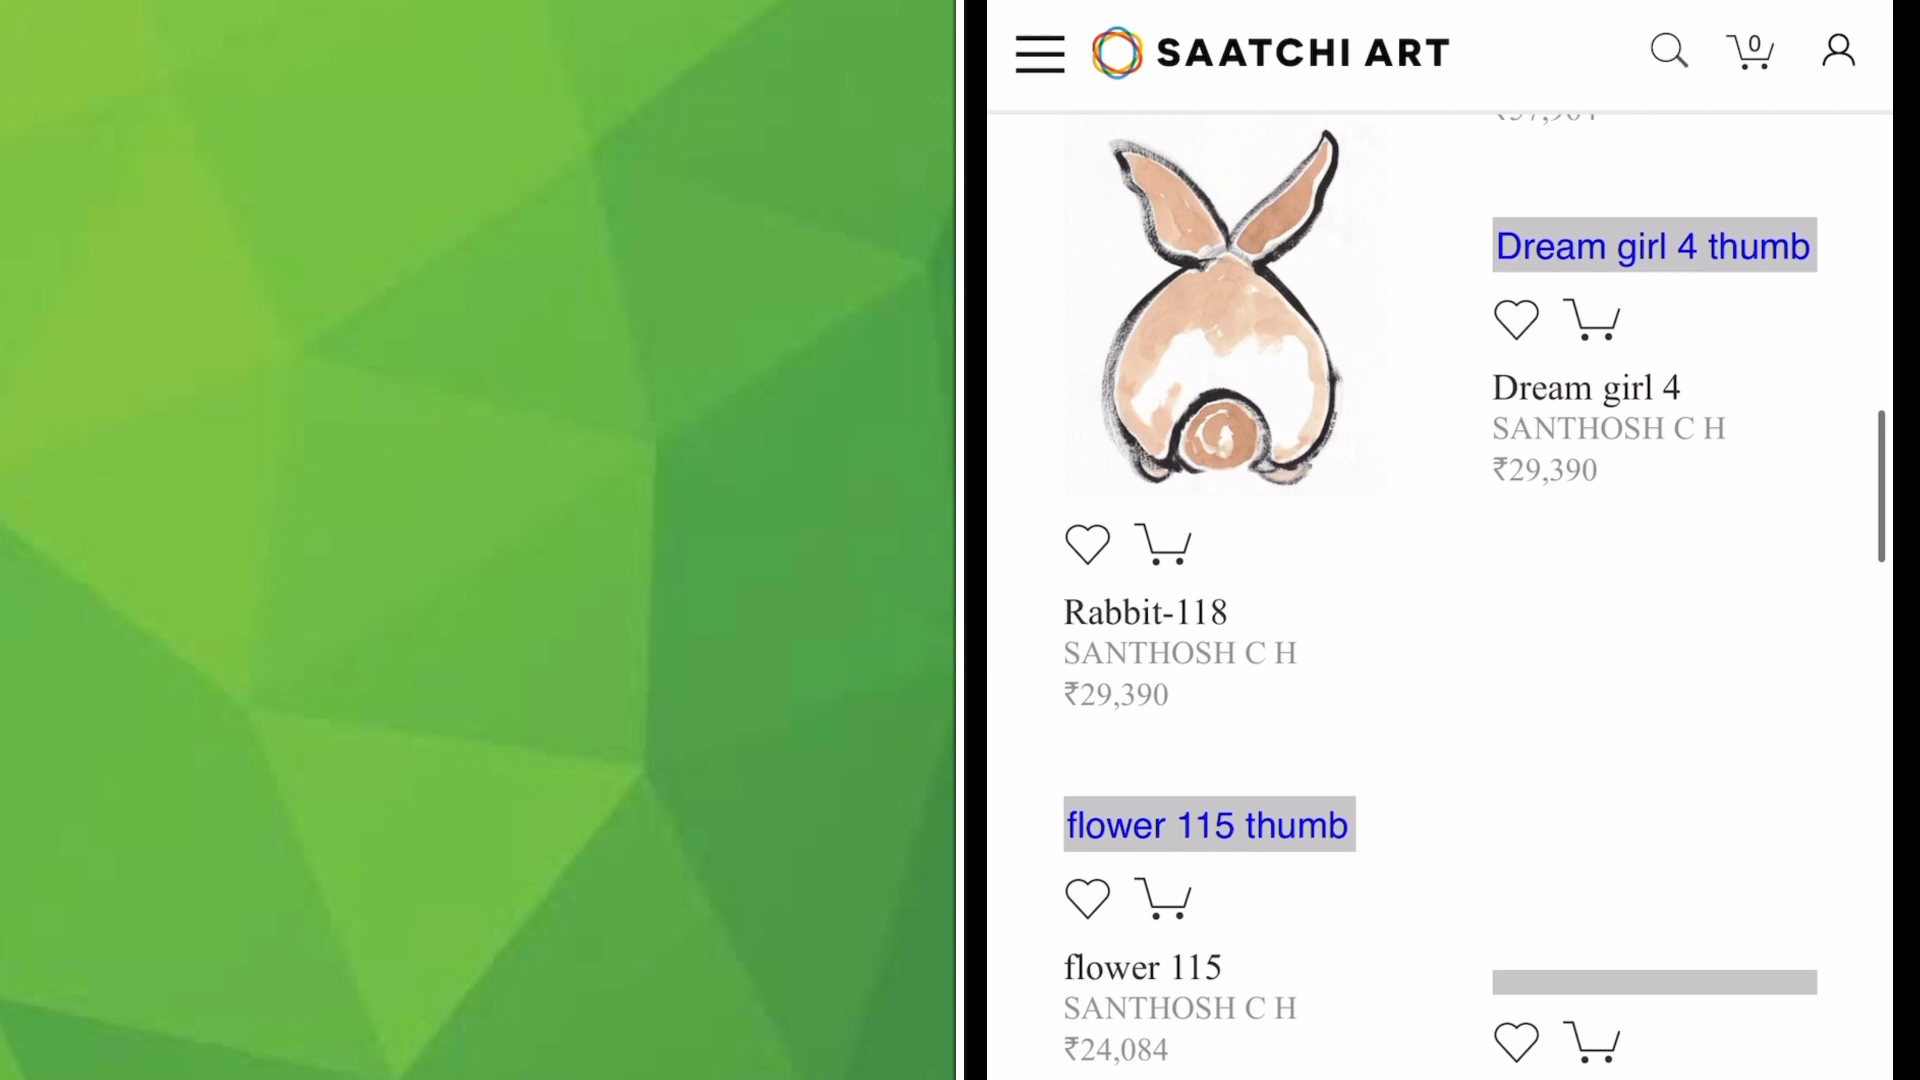 SAATCHI ART
0
Dream girl 4 thumb
Dream girl 4
SANTHOSH C H
₹29,390
Rabbit-118
SANTHOSH C H
₹29,390
flower 115 thumb
flower 115
SANTHOSH C H
₹24,084